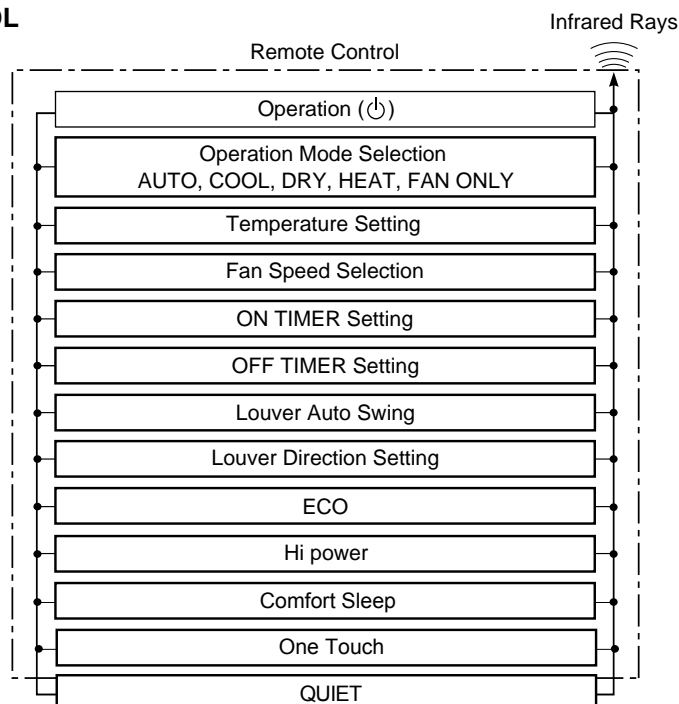 OL
Infrared Rays
Remote Control
Operation (⏻)
Operation Mode Selection
AUTO, COOL, DRY, HEAT, FAN ONLY
Temperature Setting
Fan Speed Selection
ON TIMER Setting
OFF TIMER Setting
Louver Auto Swing
Louver Direction Setting
ECO
Hi power
Comfort Sleep
One Touch
QUIET